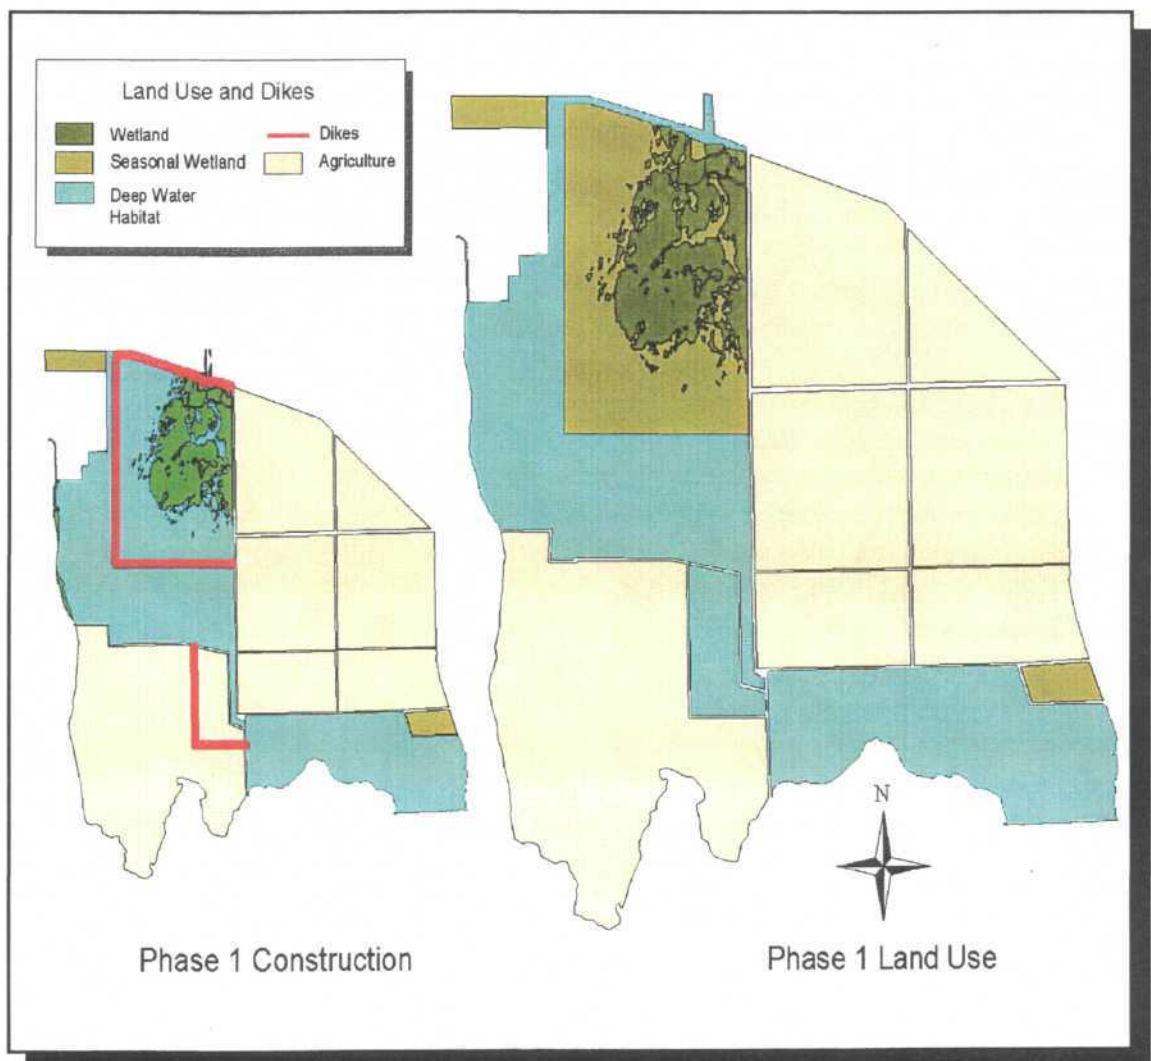 Land Use and Dikes
Wetland
Dikes
Seasonal Wetland
Agriculture
Deep Water
Habitat
N
Phase 1 Construction
Phase 1 Land Use